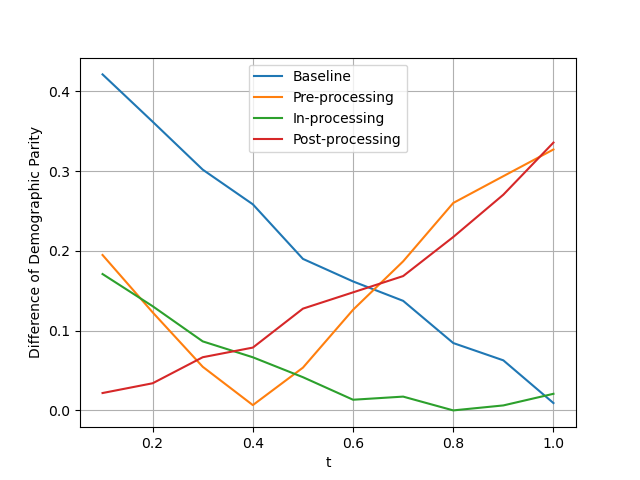 Baseline
Pre-processing
In-processing
Post-processing
Difference of Demographic Parity
0.4
0.3
0.2
0.1
0.0
0.2 0.4 0.6 0.8 1.0
t